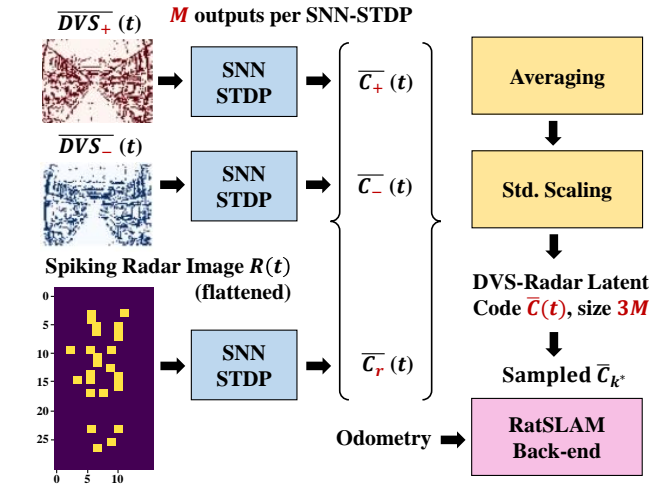 M outputs per SNN-STDP
DVS₊ (t)
SNN
STDP
C₊ (t)
DVS₋ (t)
SNN
STDP
C₋ (t)
Spiking Radar Image R(t)
(flattened)
0
5
10
15
20
25
0 5 10
SNN
STDP
Cᵣ (t)
Averaging
Std. Scaling
DVS-Radar Latent
Code C̅(t), size 3M
Sampled C̅ₖ*
Odometry
RatSLAM
Back-end